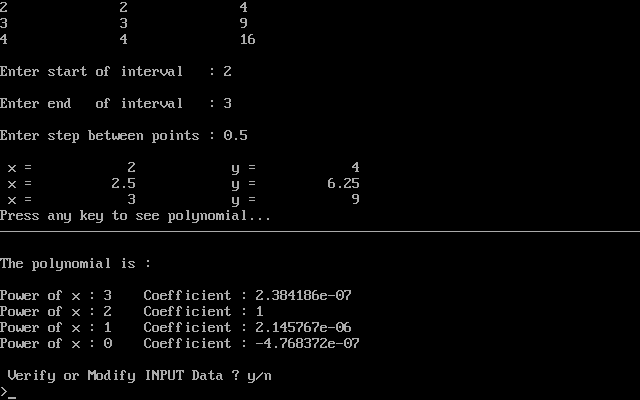 2 2 4
3 3 9
4 4 16
Enter start of interval : 2
Enter end of interval : 3
Enter step between points : 0.5
x = 2 y = 4
x = 2.5 y = 6.25
x = 3 y = 9
Press any key to see polynomial...
The polynomial is :
Power of x : 3 Coefficient : 2.384186e-07
Power of x : 2 Coefficient : 1
Power of x : 1 Coefficient : 2.145767e-06
Power of x : 0 Coefficient : -4.768372e-07
Verify or Modify INPUT Data ? y/n
>_